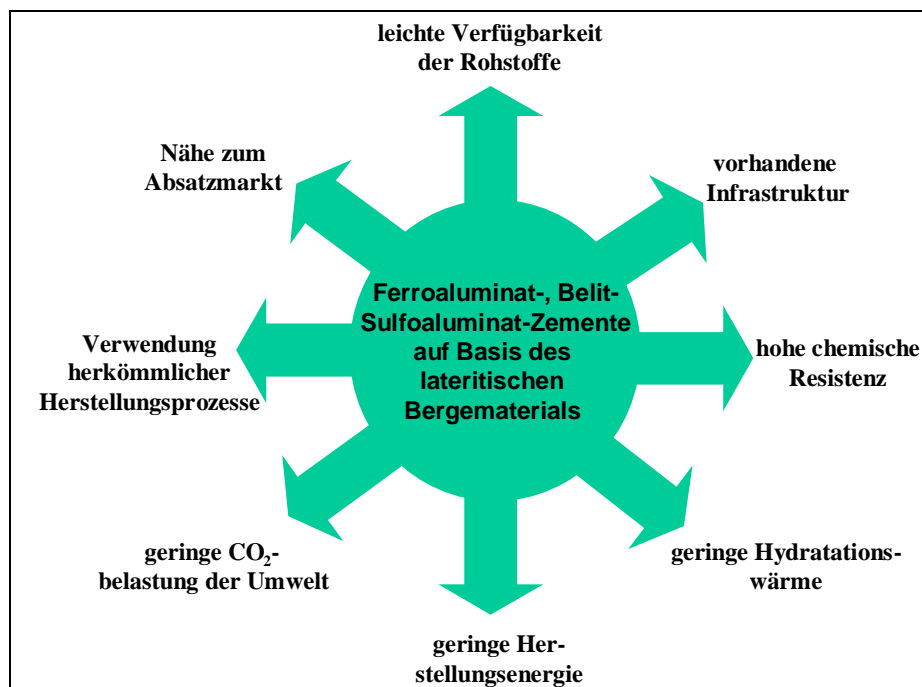 leichte Verfügbarkeit
der Rohstoffe
Nähe zum
Absatzmarkt
vorhandene
Infrastruktur
Ferroaluminat-, Belit-
Sulfoaluminat-Zemente
auf Basis des
lateritischen
Bergematerials
Verwendung
herkömmlicher
Herstellungsprozesse
hohe chemische
Resistenz
geringe CO₂-
belastung der Umwelt
geringe Hydratations-
wärme
geringe Her-
stellungsenergie